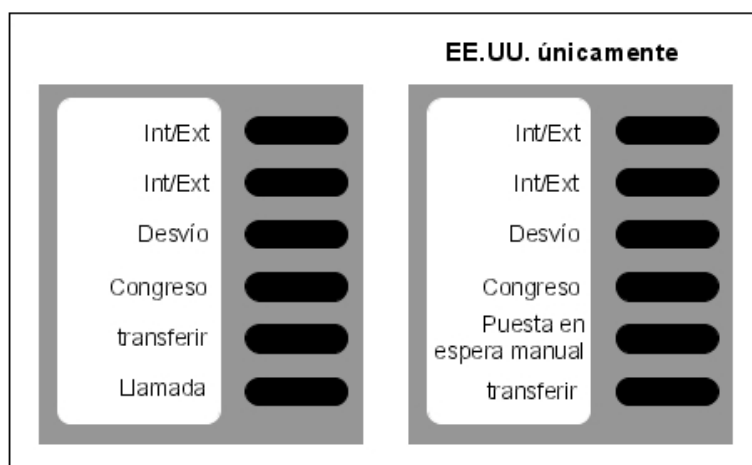 EE.UU. únicamente
Int/Ext
Int/Ext
Desvío
Congreso
transferir
Llamada
Int/Ext
Int/Ext
Desvío
Congreso
Puesta en
espera manual
transferir